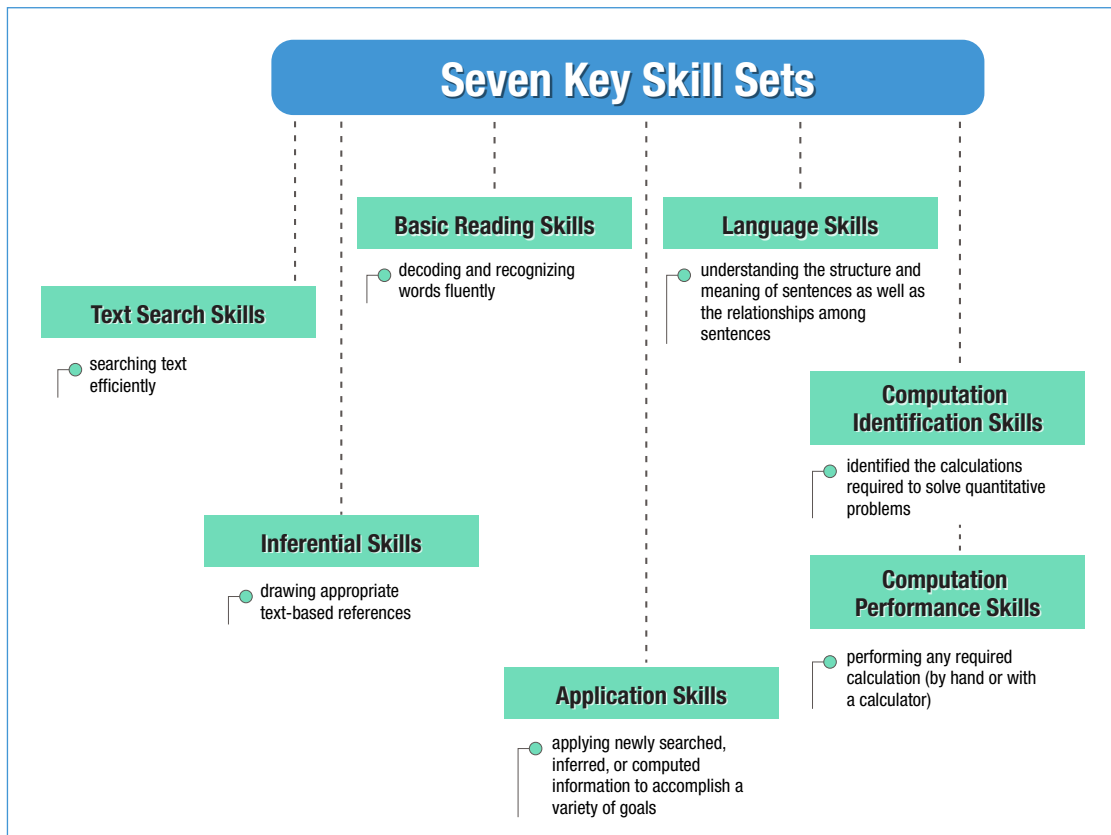 Seven Key Skill Sets
Basic Reading Skills
decoding and recognizing
words fluently
Language Skills
understanding the structure and
meaning of sentences as well as
the relationships among
sentences
Text Search Skills
searching text
efficiently
Computation
Identification Skills
identified the calculations
required to solve quantitative
problems
Inferential Skills
drawing appropriate
text-based references
Computation
Performance Skills
performing any required
calculation (by hand or with
a calculator)
Application Skills
applying newly searched,
inferred, or computed
information to accomplish a
variety of goals